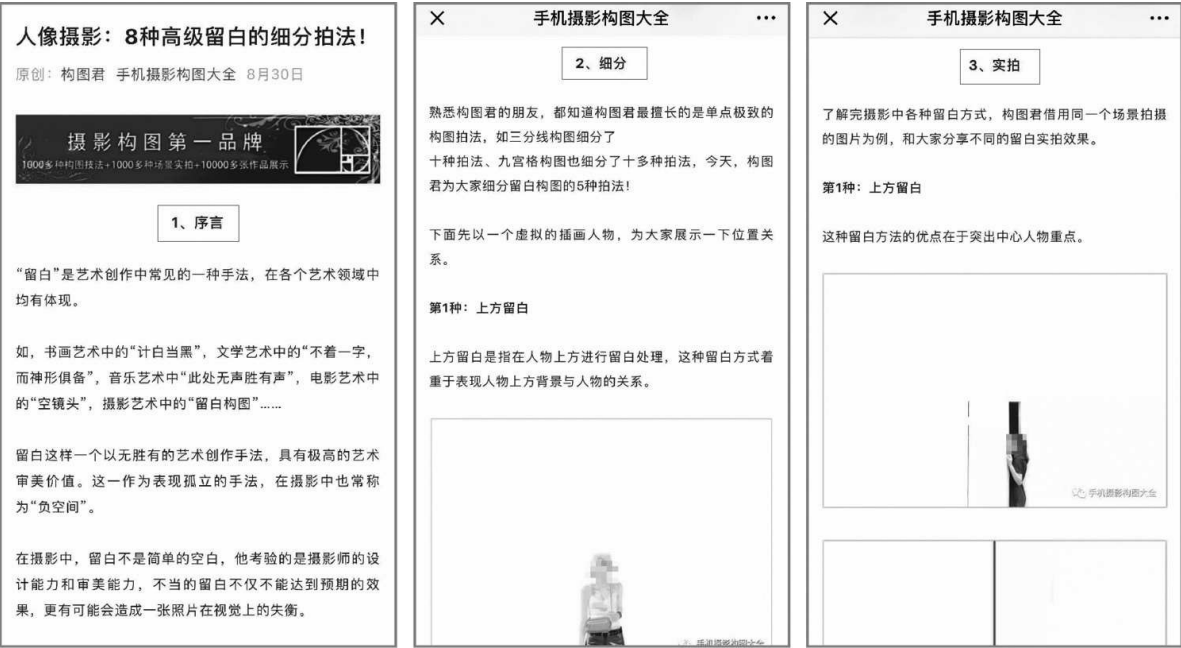 人像摄影：8种高级留白的细分拍法！
原创：构图君 手机摄影构图大全 8月30日
摄影构图第一品牌
1000多种构图技法+1000多种场景实拍+10000多张作品展示
1、序言
“留白”是艺术创作中常见的一种手法，在各个艺术领域中
均有体现。
如，书画艺术中的“计白当黑”，文学艺术中的“不着一字，
而神形俱备”，音乐艺术中“此处无声胜有声”，电影艺术中
的“空镜头”，摄影艺术中的“留白构图”……
留白这样一个以无胜有的艺术创作手法，具有极高的艺术
审美价值。这一作为表现孤立的手法，在摄影中也常称
为“负空间”。
在摄影中，留白不是简单的空白，他考验的是摄影师的设
计能力和审美能力，不当的留白不仅不能达到预期的效
果，更有可能会造成一张照片在视觉上的失衡。
手机摄影构图大全
2、细分
熟悉构图君的朋友，都知道构图君最擅长的是单点极致的
构图拍法，如三分线构图细分了
十种拍法、九宫格构图也细分了十多种拍法，今天，构图
君为大家细分留白构图的5种拍法！
下面先以一个虚拟的插画人物，为大家展示一下位置关
系。
第1种：上方留白
上方留白是指在人物上方进行留白处理，这种留白方式着
重于表现人物上方背景与人物的关系。
手机摄影构图大全
手机摄影构图大全
3、实拍
了解完摄影中各种留白方式，构图君借用同一个场景拍摄
的图片为例，和大家分享不同的留白实拍效果。
第1种：上方留白
这种留白方法的优点在于突出中心人物重点。
手机摄影构图大全